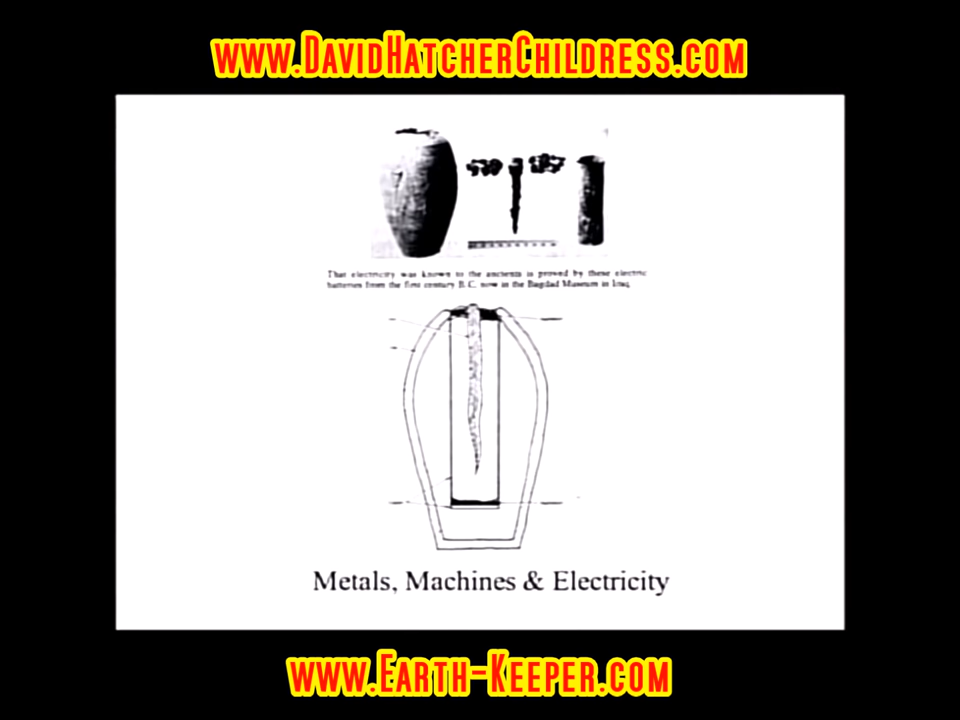 www.DavidHatcherChildress.com
That electricity was known to the ancients is proved by these electric
batteries from the first century B.C. now in the Bagdad Museum in Iraq.
Metals, Machines & Electricity
www.Earth-Keeper.com